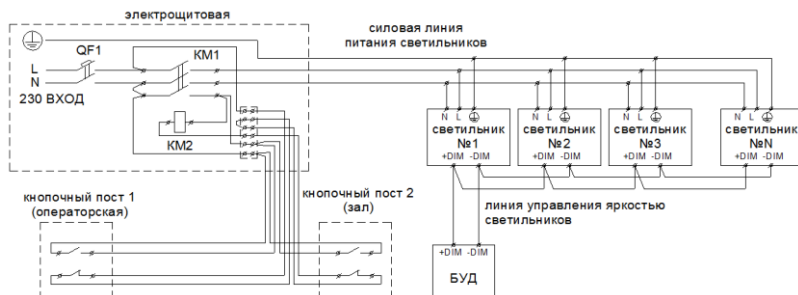 электрощитовая
силовая линия
питания светильников
QF1
КМ1
L
N
230 ВХОД
КМ2
N L
светильник
№1
+DIM -DIM
N L
светильник
№2
+DIM -DIM
N L
светильник
№3
+DIM -DIM
N L
светильник
№N
+DIM -DIM
кнопочный пост 1
(операторская)
кнопочный пост 2
(зал)
линия управления яркостью
светильников
+DIM -DIM
БУД